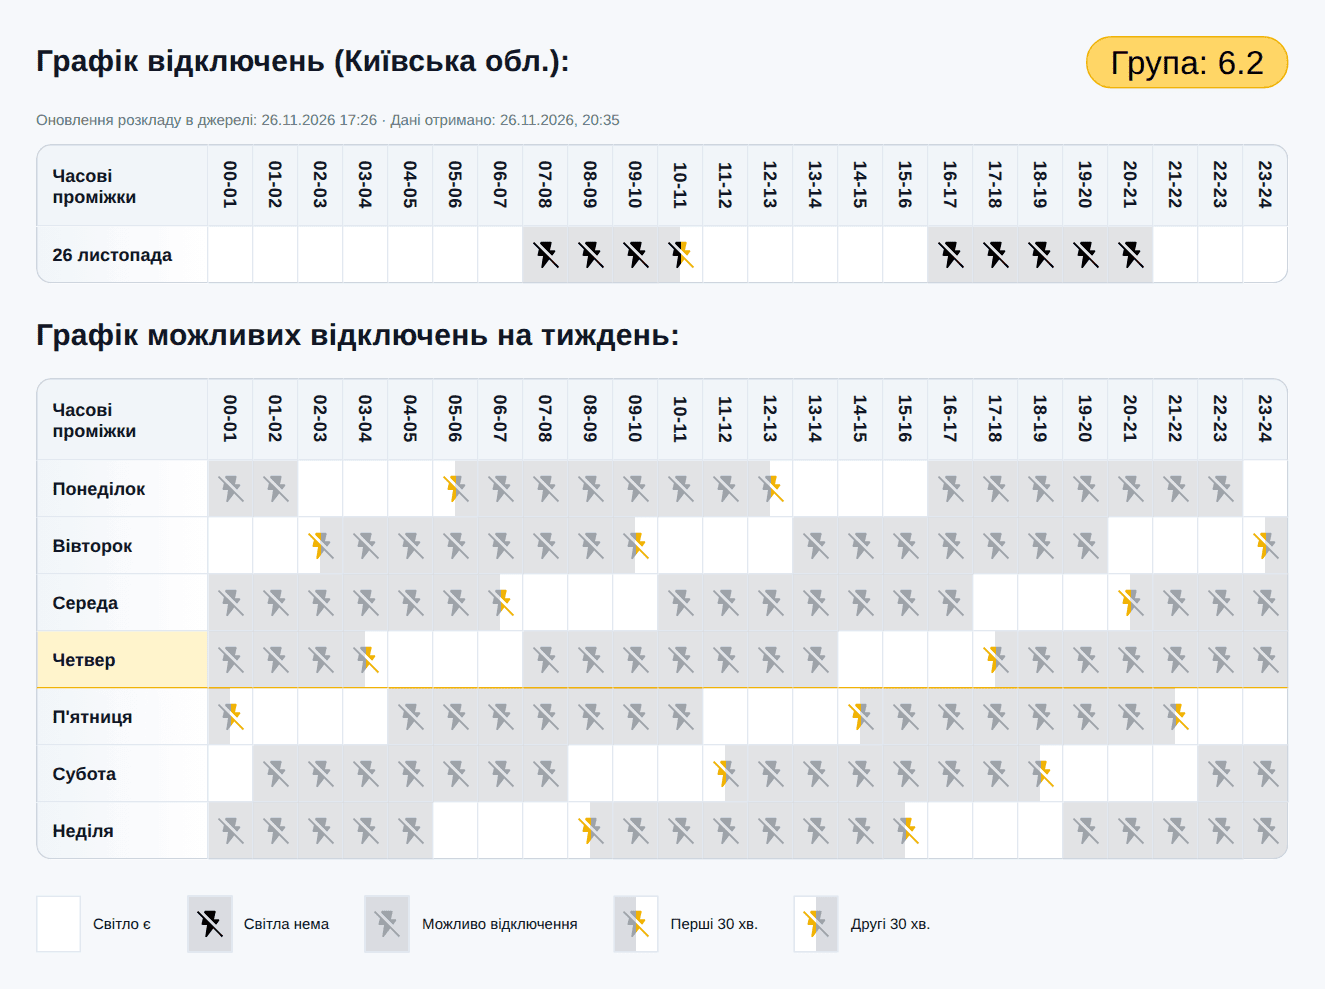 Графік відключень (Київська обл.):
Група: 6.2
Оновлення розкладу в джерелі: 26.11.2026 17:26 · Дані отримано: 26.11.2026, 20:35
Часові проміжки 00-01 01-02 02-03 03-04 04-05 05-06 06-07 07-08 08-09 09-10 10-11 11-12 12-13 13-14 14-15 15-16 16-17 17-18 18-19 19-20 20-21 21-22 22-23 23-24
26 листопада
Графік можливих відключень на тиждень:
Часові проміжки 00-01 01-02 02-03 03-04 04-05 05-06 06-07 07-08 08-09 09-10 10-11 11-12 12-13 13-14 14-15 15-16 16-17 17-18 18-19 19-20 20-21 21-22 22-23 23-24
Понеділок
Вівторок
Середа
Четвер
П'ятниця
Субота
Неділя
Світло є Світла нема Можливо відключення Перші 30 хв. Другі 30 хв.